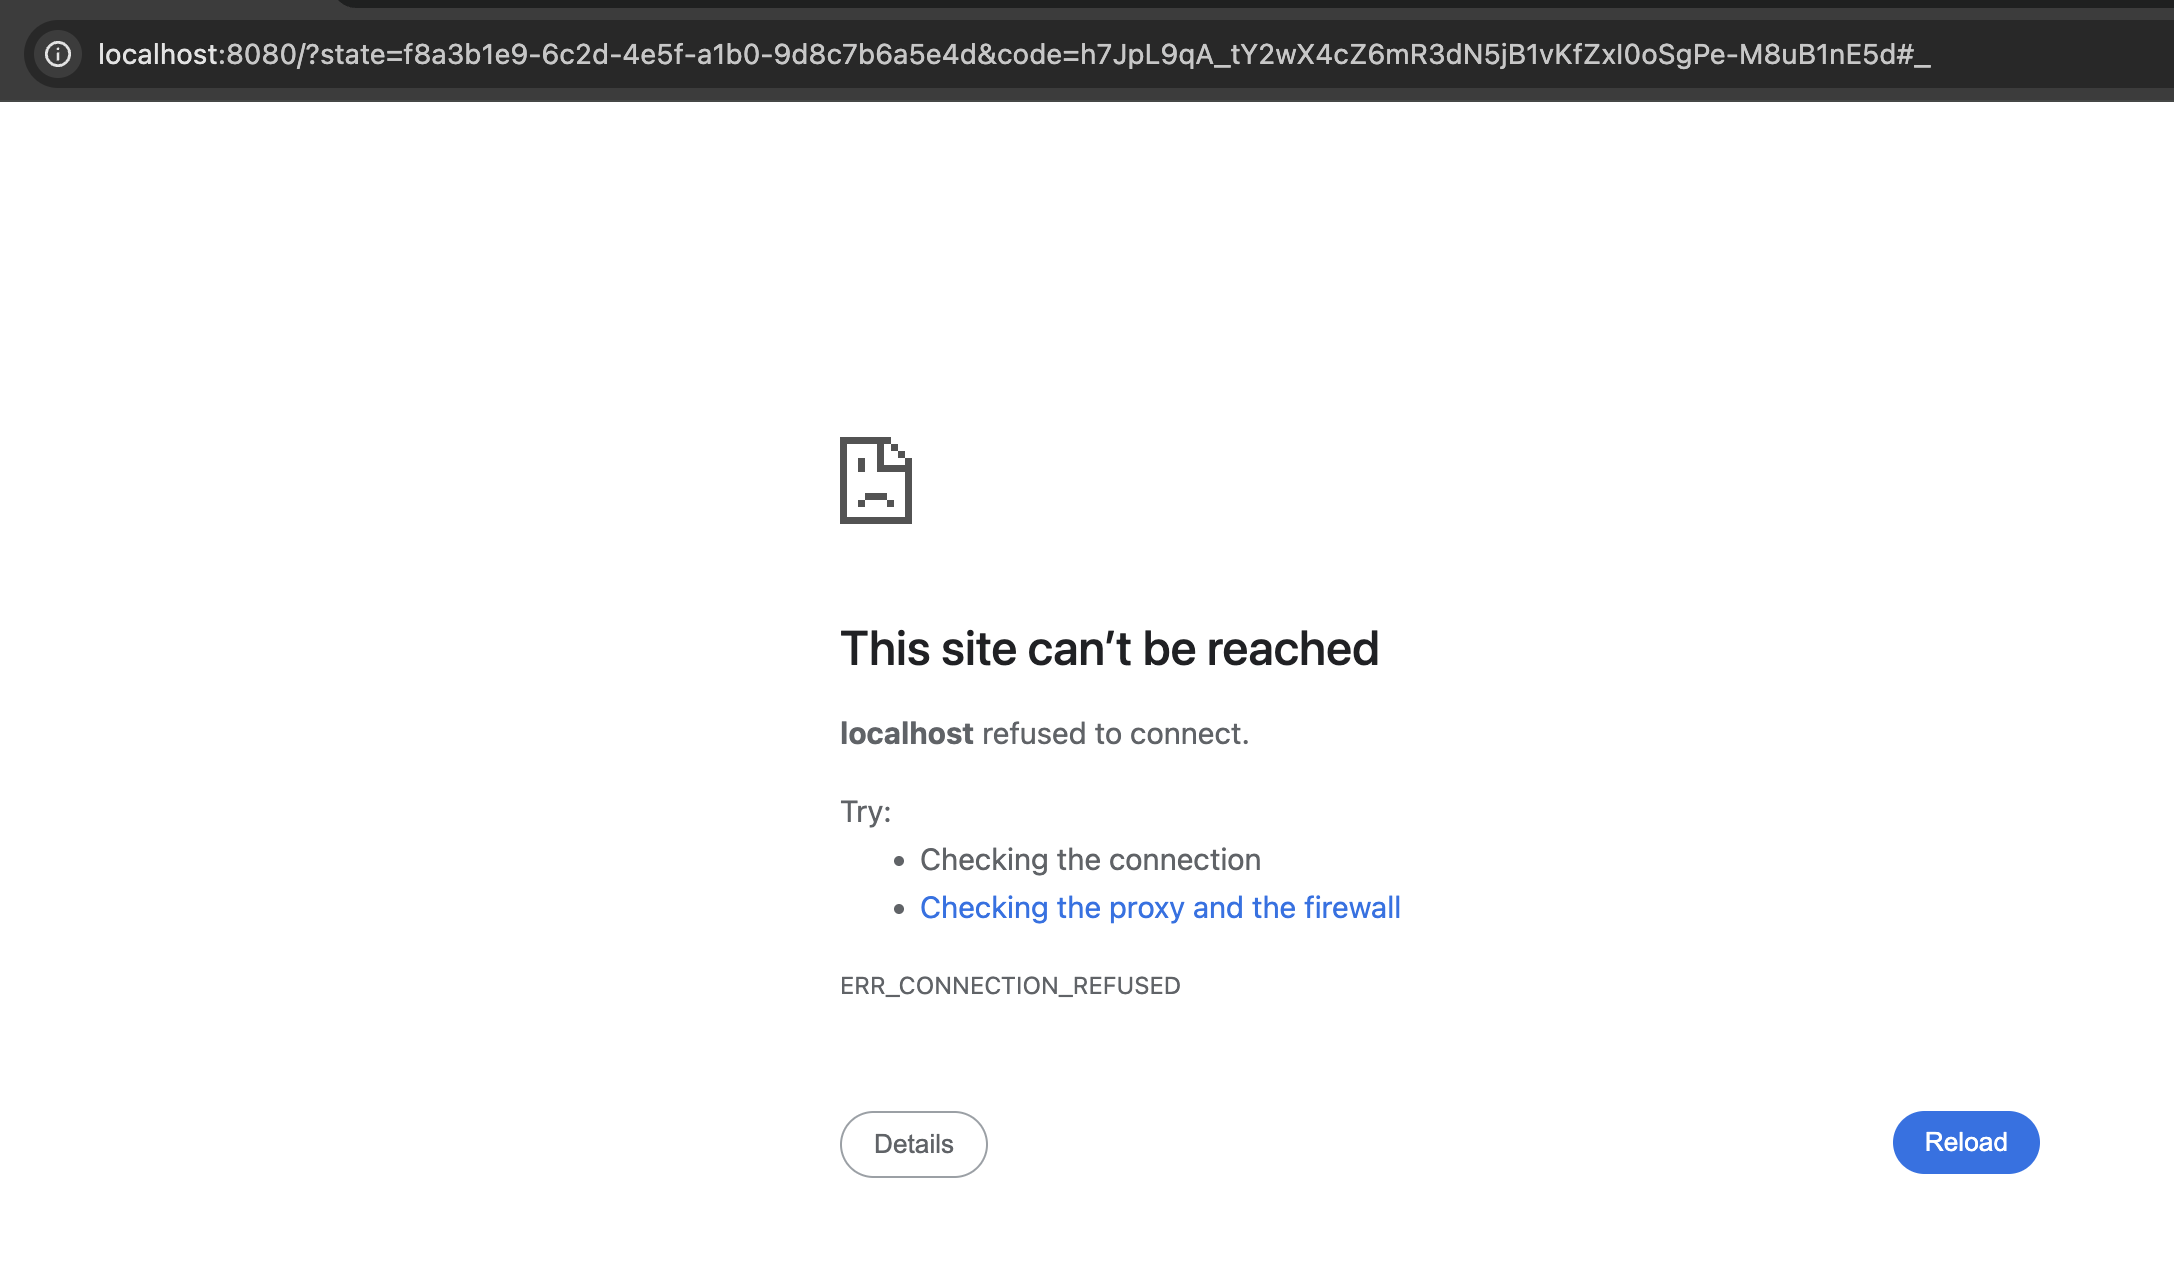 localhost:8080/?state=f8a3b1e9-6c2d-4e5f-a1b0-9d8c7b6a5e4d&code=h7JpL9qA_tY2wX4cZ6mR3dN5jB1vKfZxI0oSgPe-M8uB1nE5d#_
This site can’t be reached
localhost refused to connect.
Try:
• Checking the connection
• Checking the proxy and the firewall
ERR_CONNECTION_REFUSED
Details
Reload